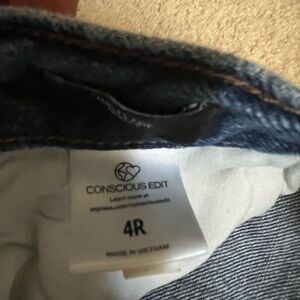 CONSCIOUS EDIT
Learn more at
express.com/consciousedit
4R
MADE IN VIETNAM